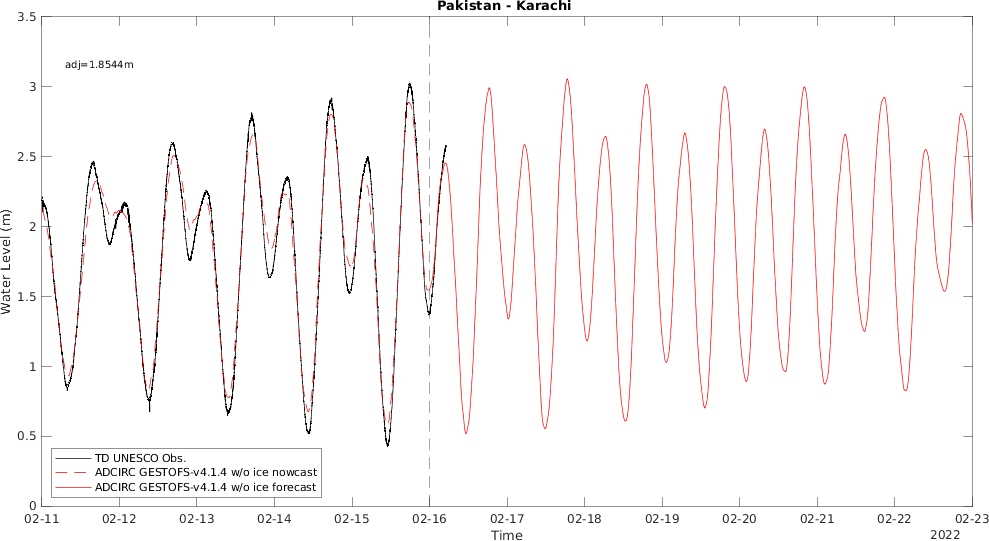 Pakistan - Karachi
3.5
adj=1.8544m
3
2.5
2
1.5
1
0.5
0
Water Level (m)
TD UNESCO Obs.
ADCIRC GESTOFS-v4.1.4 w/o ice nowcast
ADCIRC GESTOFS-v4.1.4 w/o ice forecast
02-11 02-12 02-13 02-14 02-15 02-16 02-17 02-18 02-19 02-20 02-21 02-22 02-23
Time
2022